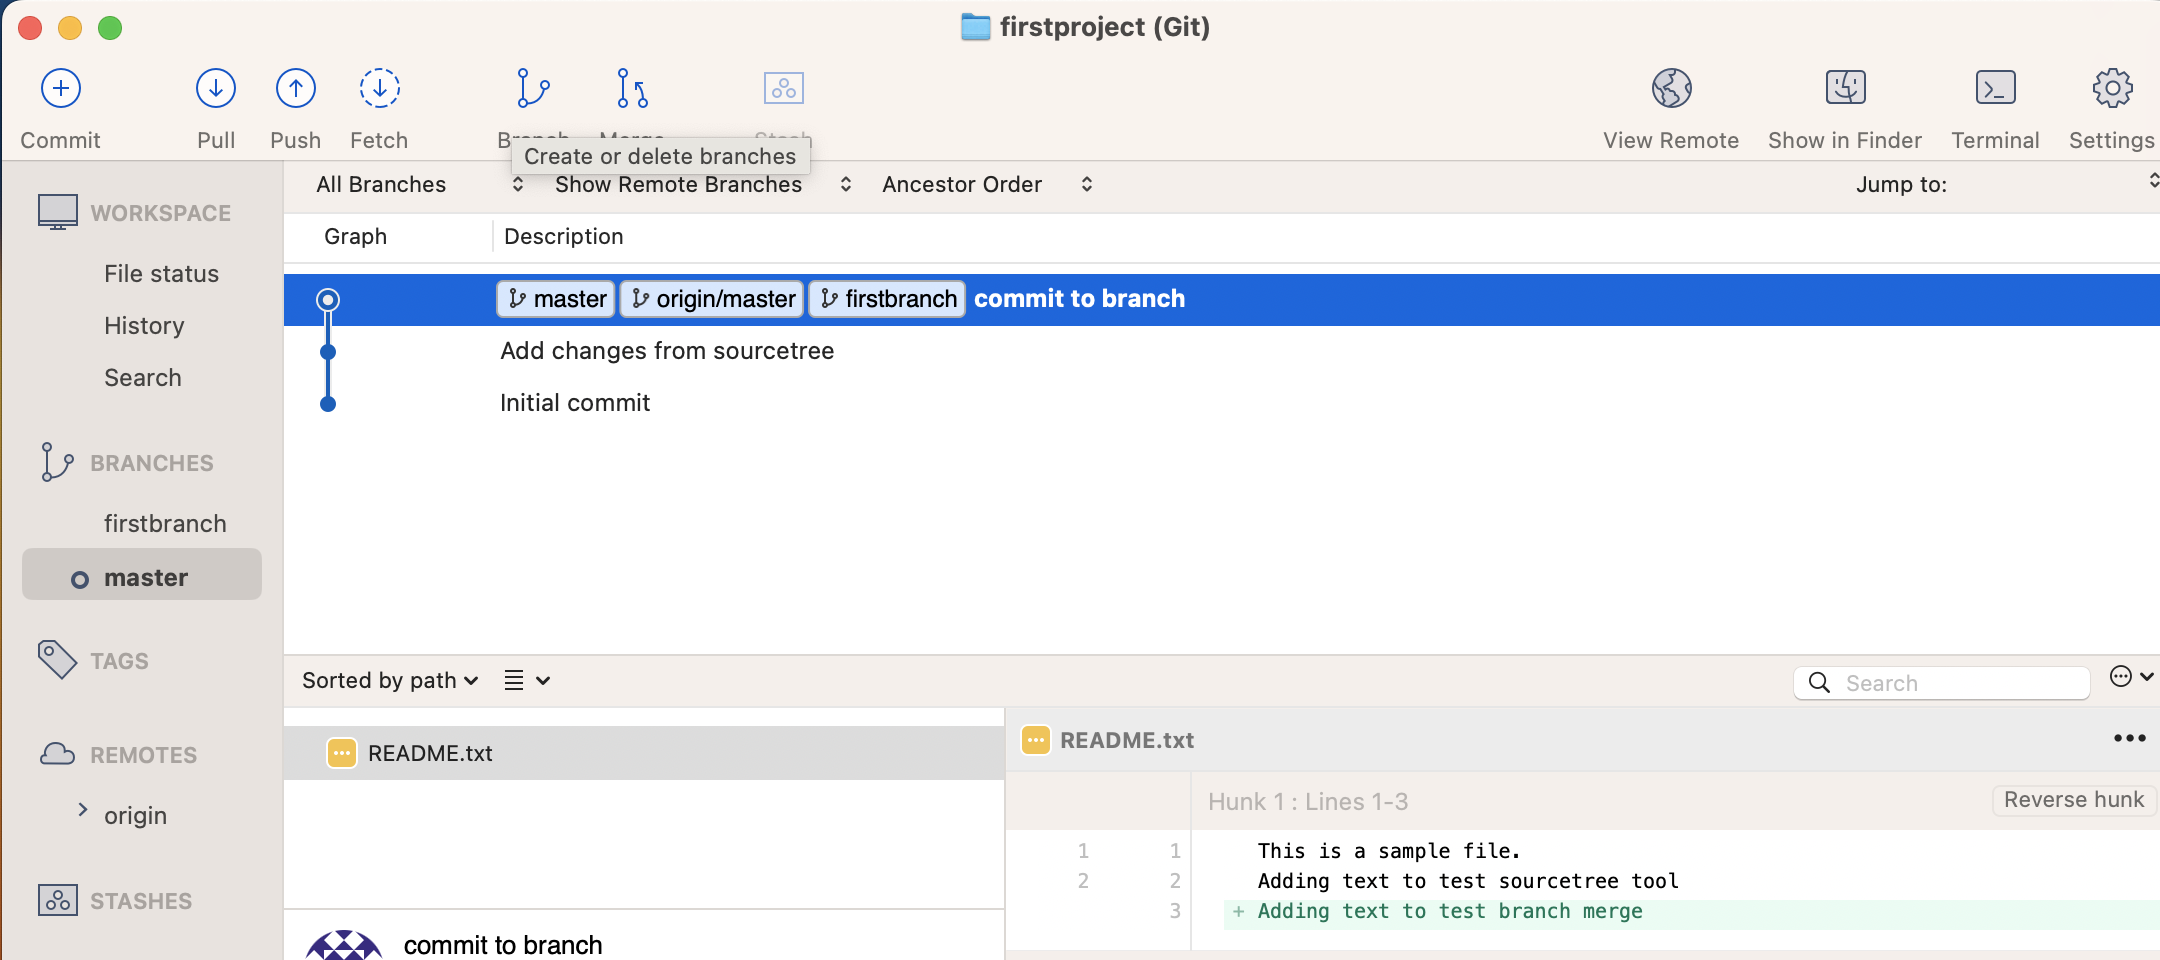 firstproject (Git)
Commit Pull Push Fetch Branch Merge Stash View Remote Show in Finder Terminal Settings
Create or delete branches
All Branches Show Remote Branches Ancestor Order Jump to:
WORKSPACE
File status
History
Search
BRANCHES
firstbranch
master
TAGS
REMOTES
origin
STASHES
Graph Description
master origin/master firstbranch commit to branch
Add changes from sourcetree
Initial commit
Sorted by path Search
README.txt
commit to branch
README.txt
Hunk 1 : Lines 1-3 Reverse hunk
1 1 This is a sample file.
2 2 Adding text to test sourcetree tool
3 + Adding text to test branch merge